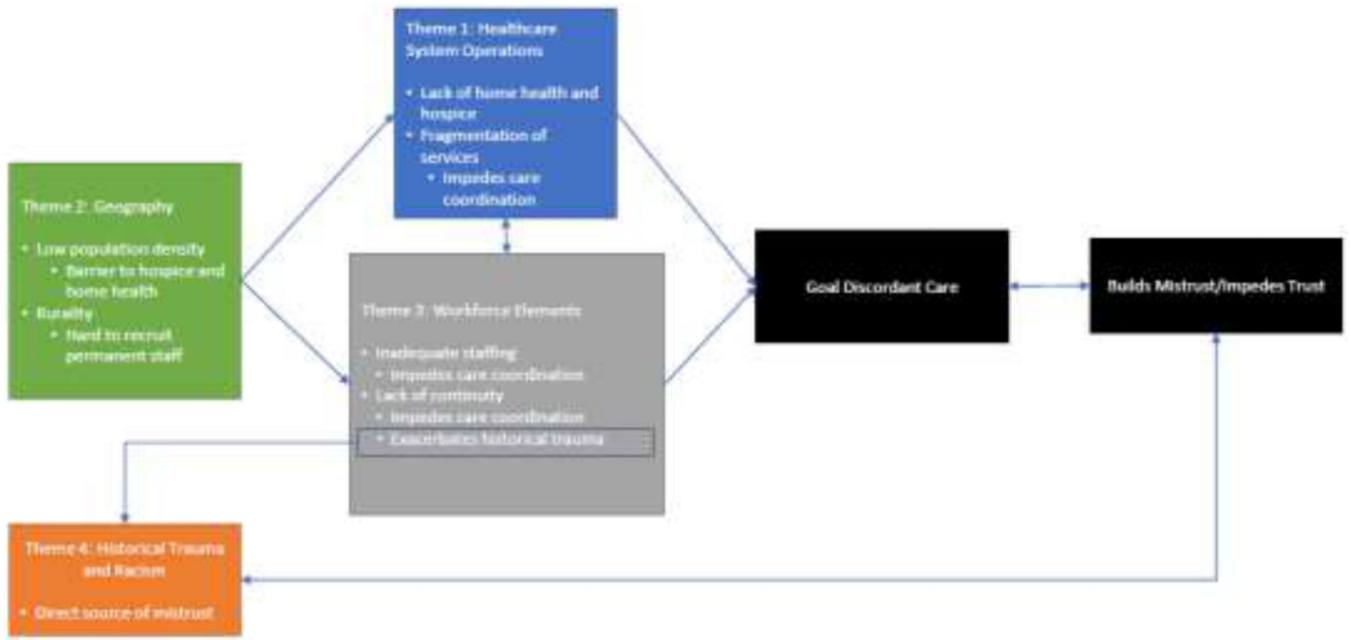 Theme 1: Healthcare
System Operations
• Lack of home health and
hospice
• Fragmentation of
services
• Impedes care
coordination
Theme 2: Geography
• Low population density
• Barrier to hospice and
home health
• Rurality
• Hard to recruit
permanent staff
Theme 3: Workforce Elements
• Inadequate staffing
• Impedes care coordination
• Lack of continuity
• Impedes care coordination
• Exacerbates historical trauma
Goal Discordant Care
Builds Mistrust/Impedes Trust
Theme 4: Historical Trauma
and Racism
• Direct source of mistrust